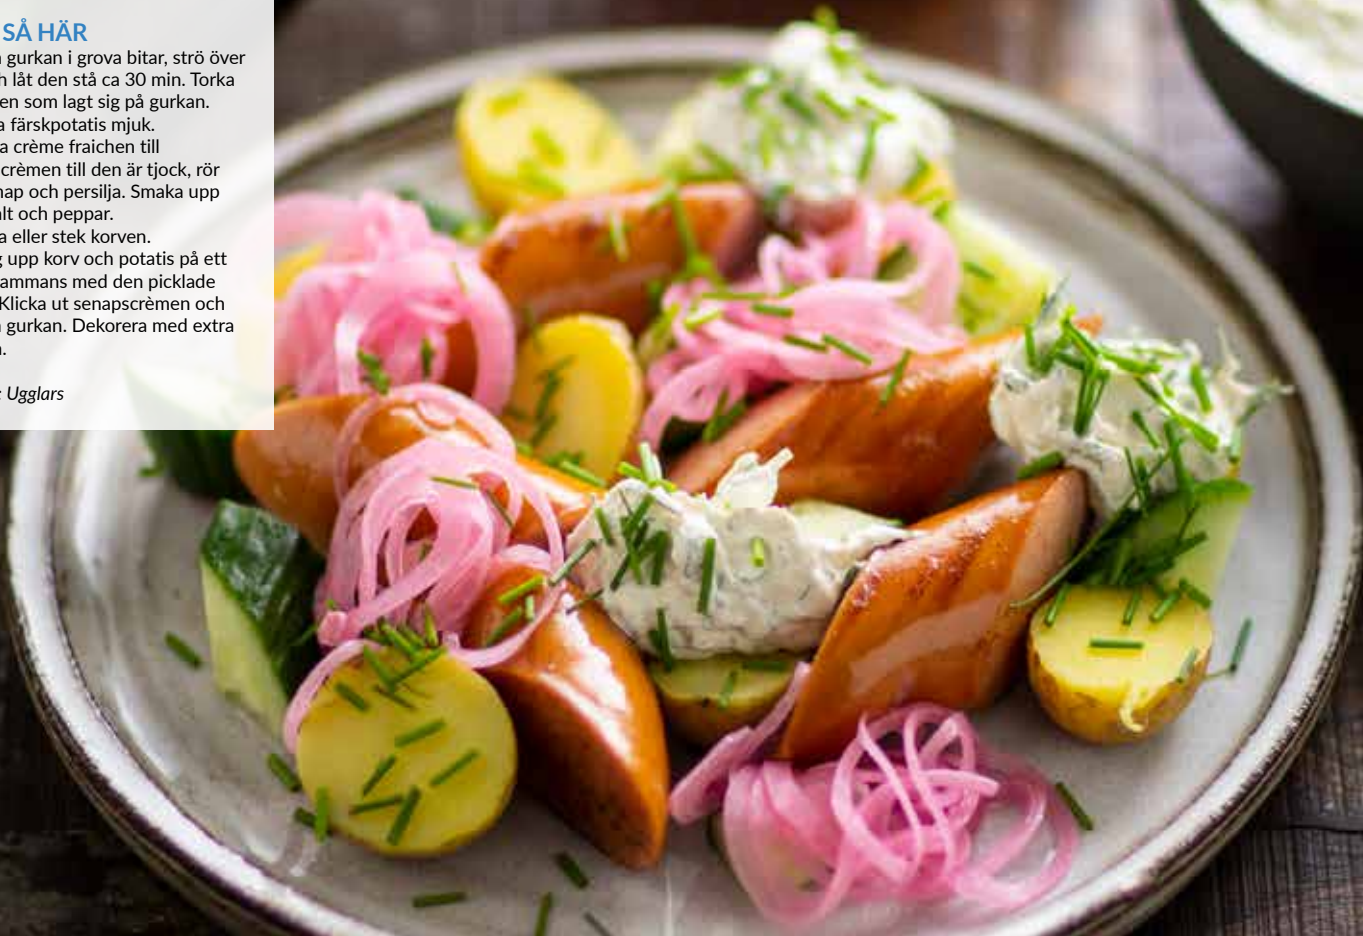 SÅ HÄR
gurkan i grova bitar, strö över
h låt den stå ca 30 min. Torka
en som lagt sig på gurkan.
a färskpotatis mjuk.
a crème fraichen till
crèmen till den är tjock, rör
nap och persilja. Smaka upp
alt och peppar.
a eller stek korven.
g upp korv och potatis på ett
ammans med den picklade
Klicka ut senapscrèmen och
gurkan. Dekorera med extra
.
: Ugglars